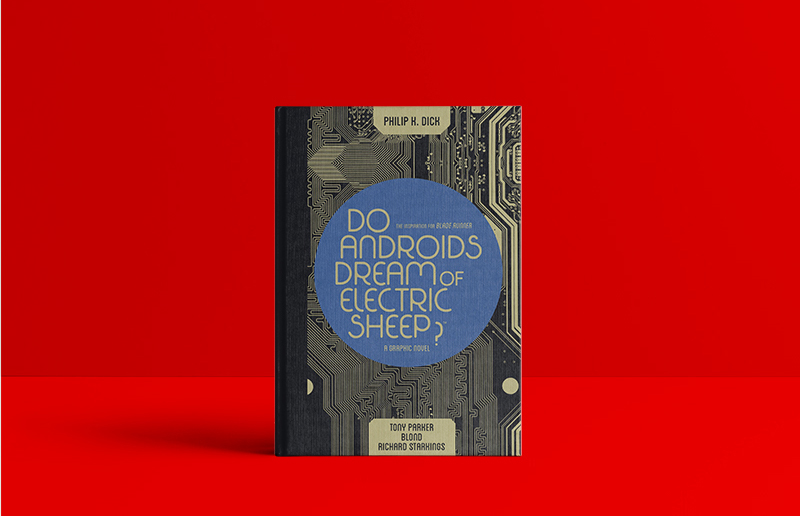 PHILIP K. DICK
DO
THE INSPIRATION FOR BLADE RUNNER
ANDROIDS
DREAM OF
ELECTRIC
SHEEP?™
A GRAPHIC NOVEL
TONY PARKER
BLOND
RICHARD STARKINGS